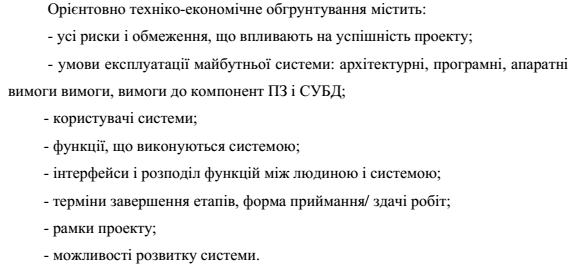 Орієнтовно техніко-економічне обгрунтування містить:
- усі риски і обмеження, що впливають на успішність проекту;
- умови експлуатації майбутньої системи: архітектурні, програмні, апаратні
вимоги вимоги, вимоги до компонент ПЗ і СУБД;
- користувачі системи;
- функції, що виконуються системою;
- інтерфейси і розподіл функцій між людиною і системою;
- терміни завершення етапів, форма приймання/ здачі робіт;
- рамки проекту;
- можливості розвитку системи.